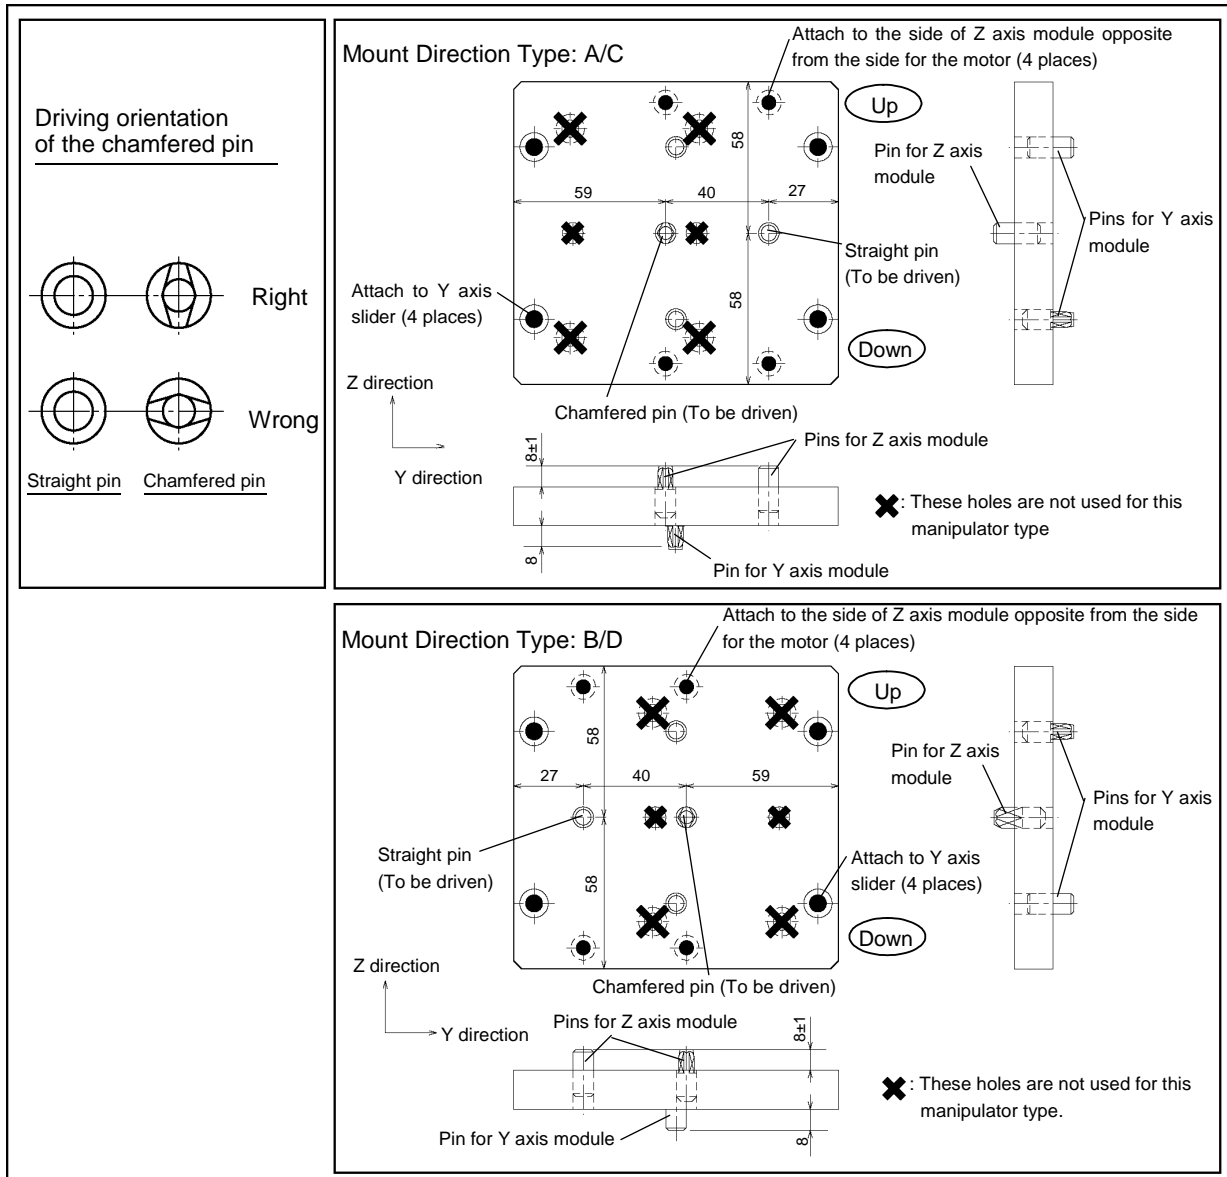 Driving orientation
of the chamfered pin
Right
Wrong
Straight pin
Chamfered pin
Mount Direction Type: A/C
Attach to the side of Z axis module opposite
from the side for the motor (4 places)
Up
58
Pin for Z axis
module
59
40
27
Pins for Y axis
module
Straight pin
(To be driven)
Attach to Y axis
slider (4 places)
58
Down
Z direction
Chamfered pin (To be driven)
Pins for Z axis module
8±1
Y direction
: These holes are not used for this
manipulator type
8
Pin for Y axis module
Mount Direction Type: B/D
Attach to the side of Z axis module opposite from the side
for the motor (4 places)
Up
58
Pin for Z axis
module
27
40
59
Pins for Y axis
module
Straight pin
(To be driven)
Attach to Y axis
slider (4 places)
58
Down
Z direction
Chamfered pin (To be driven)
Pins for Z axis module
8±1
Y direction
: These holes are not used for this
manipulator type.
Pin for Y axis module
8